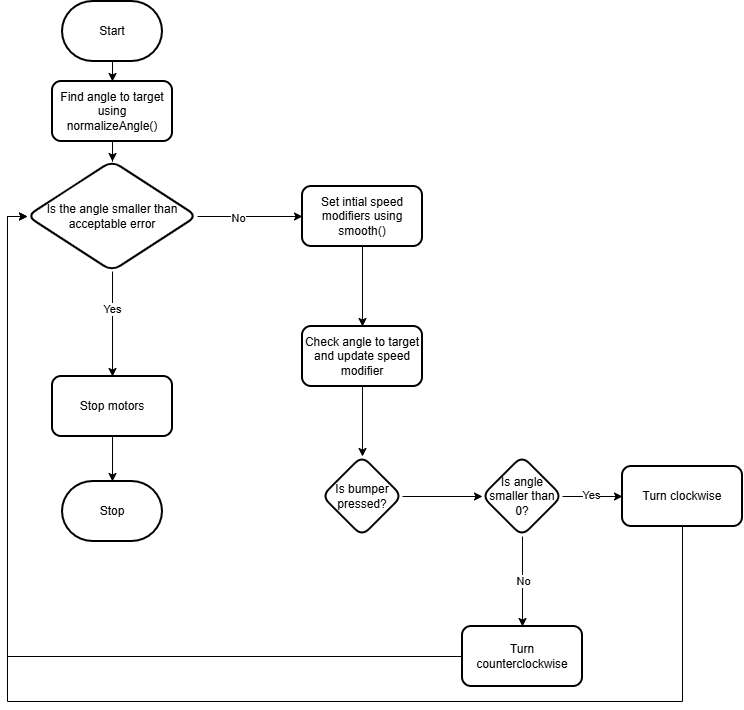 Start
Find angle to target
using
normalizeAngle()
Is the angle smaller than
acceptable error
No
Set intial speed
modifiers using
smooth()
Yes
Check angle to target
and update speed
modifier
Stop motors
Is bumper
pressed?
Is angle
smaller than
0?
Yes
Turn clockwise
Stop
No
Turn
counterclockwise